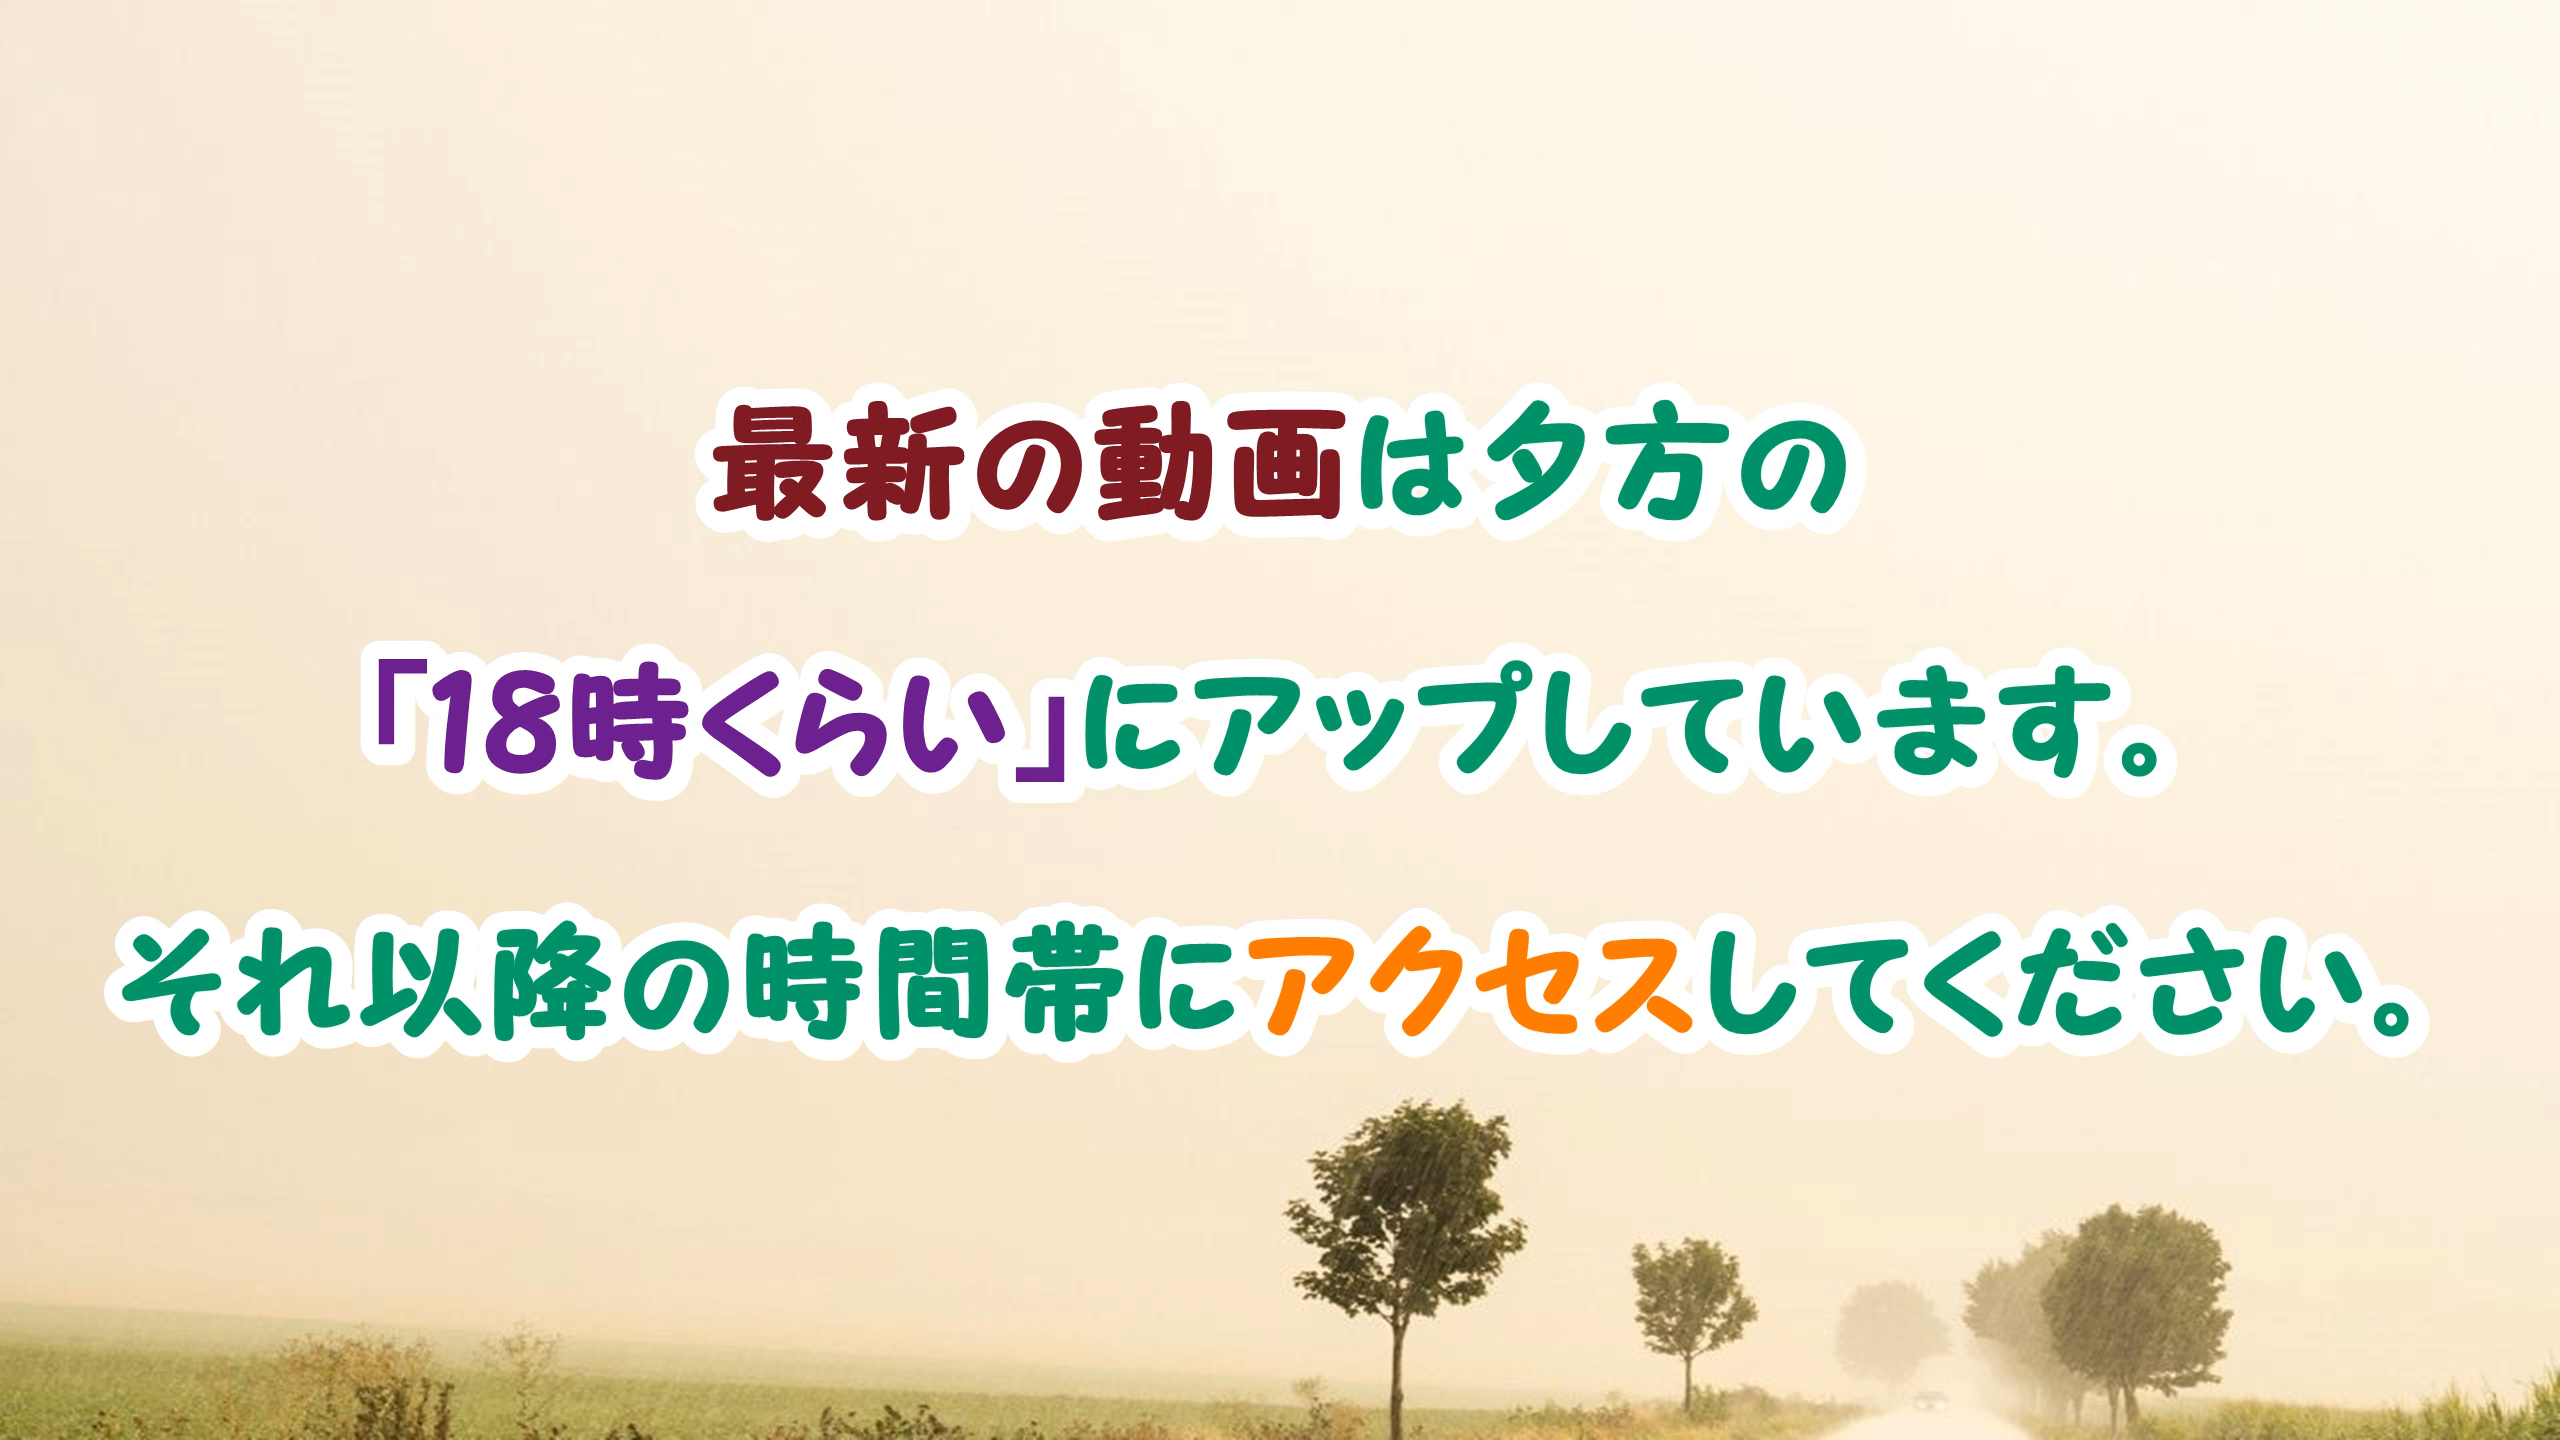 最新の動画は夕方の
「18時くらい」にアップしています。
それ以降の時間帯にアクセスしてください。